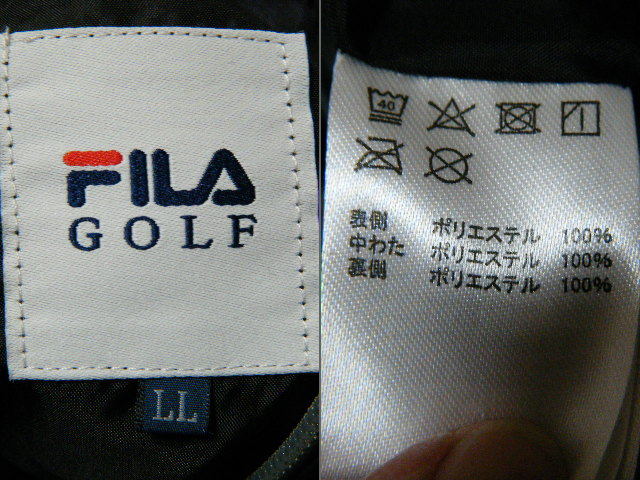 FILA
GOLF
LL
40
表側 ポリエステル 100%
中わた ポリエステル 100%
裏側 ポリエステル 100%